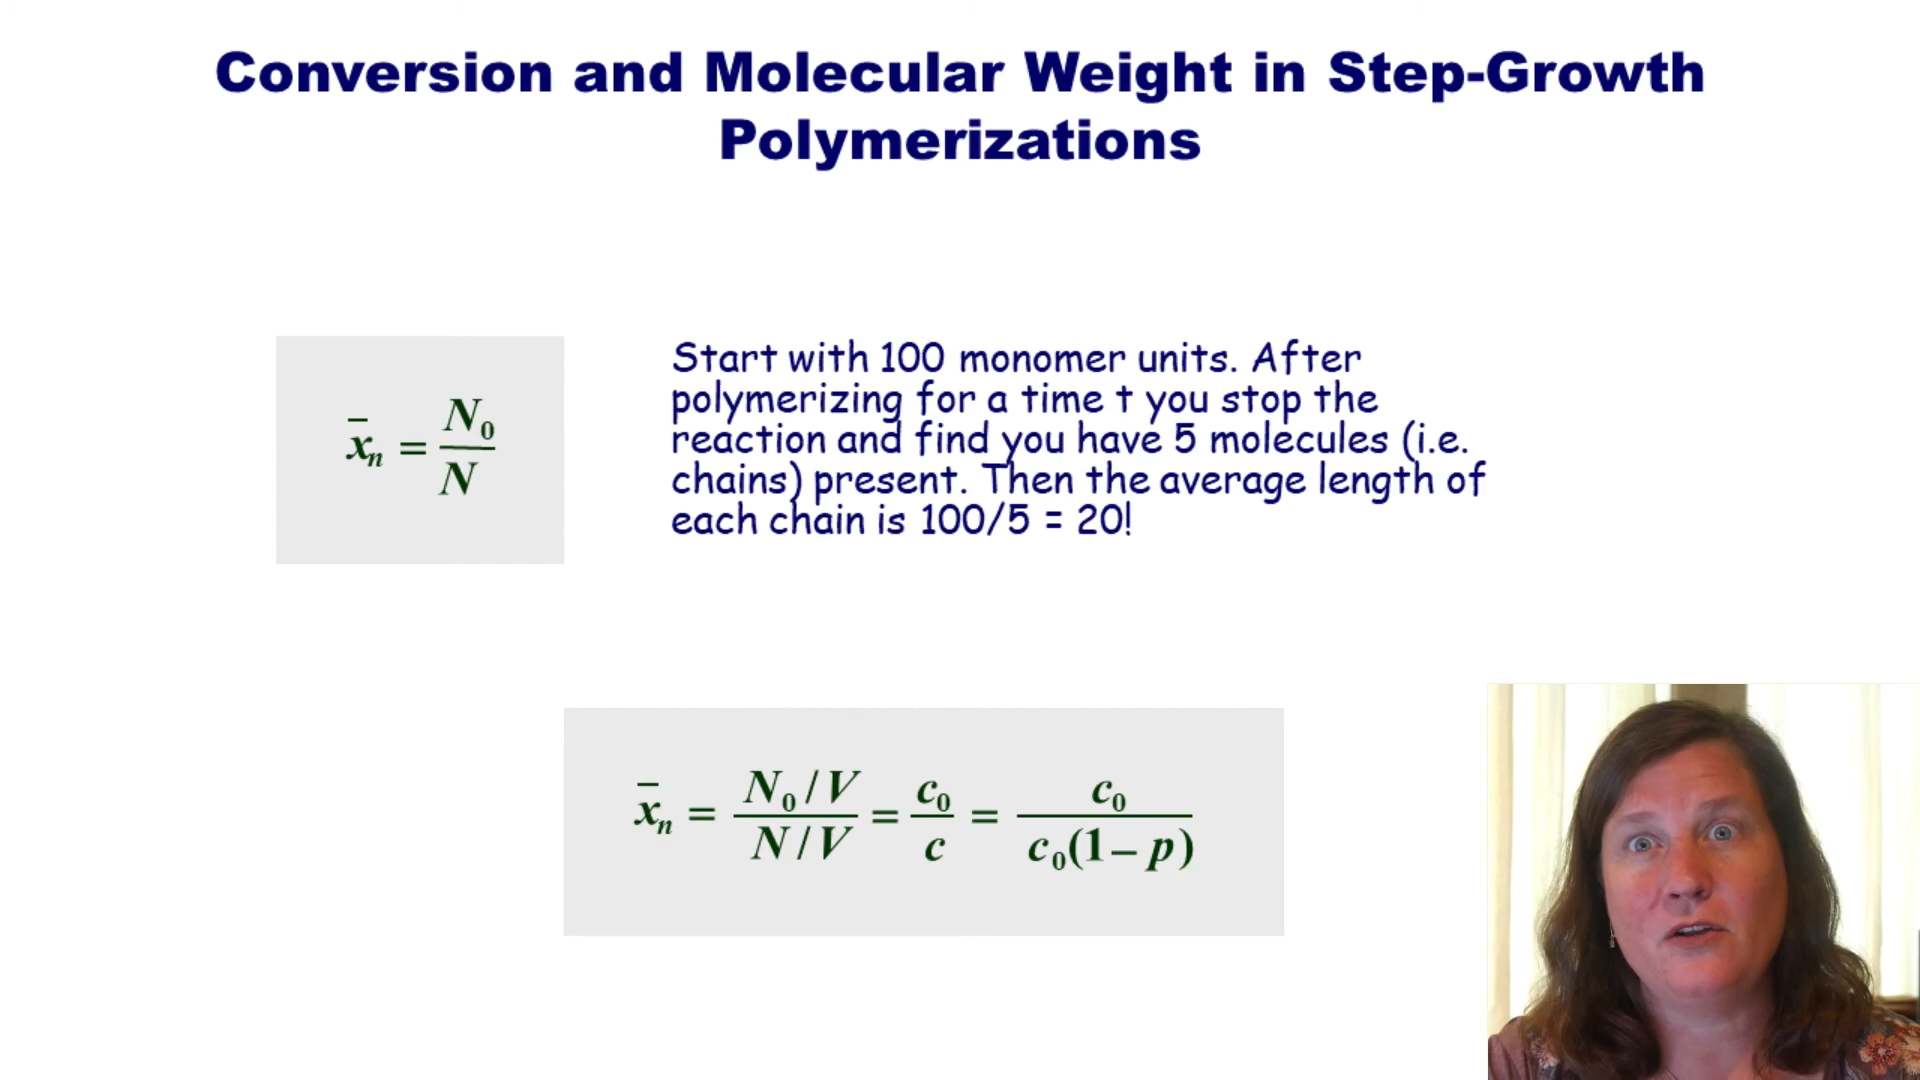 Conversion and Molecular Weight in Step-Growth
Polymerizations
x̄ₙ = N₀ / N
Start with 100 monomer units. After
polymerizing for a time t you stop the
reaction and find you have 5 molecules (i.e.
chains) present. Then the average length of
each chain is 100/5 = 20!
x̄ₙ = (N₀ / V) / (N / V) = c₀ / c = c₀ / c₀(1 – p)